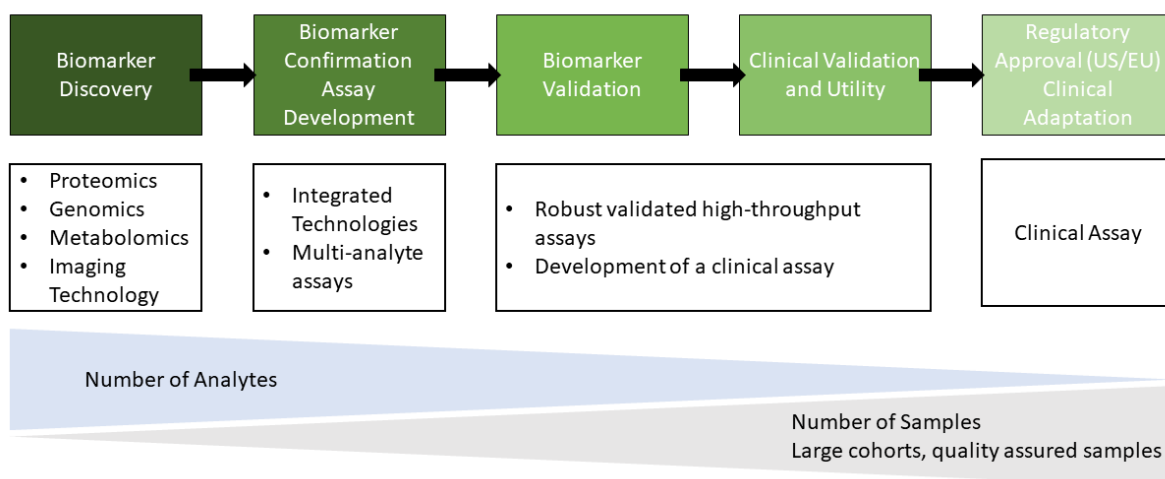 Biomarker
Discovery
Biomarker
Confirmation
Assay
Development
Biomarker
Validation
Clinical Validation
and Utility
Regulatory
Approval (US/EU)
Clinical
Adaptation
• Proteomics
• Genomics
• Metabolomics
• Imaging
Technology
• Integrated
Technologies
• Multi-analyte
assays
• Robust validated high-throughput
assays
• Development of a clinical assay
Clinical Assay
Number of Analytes
Number of Samples
Large cohorts, quality assured samples